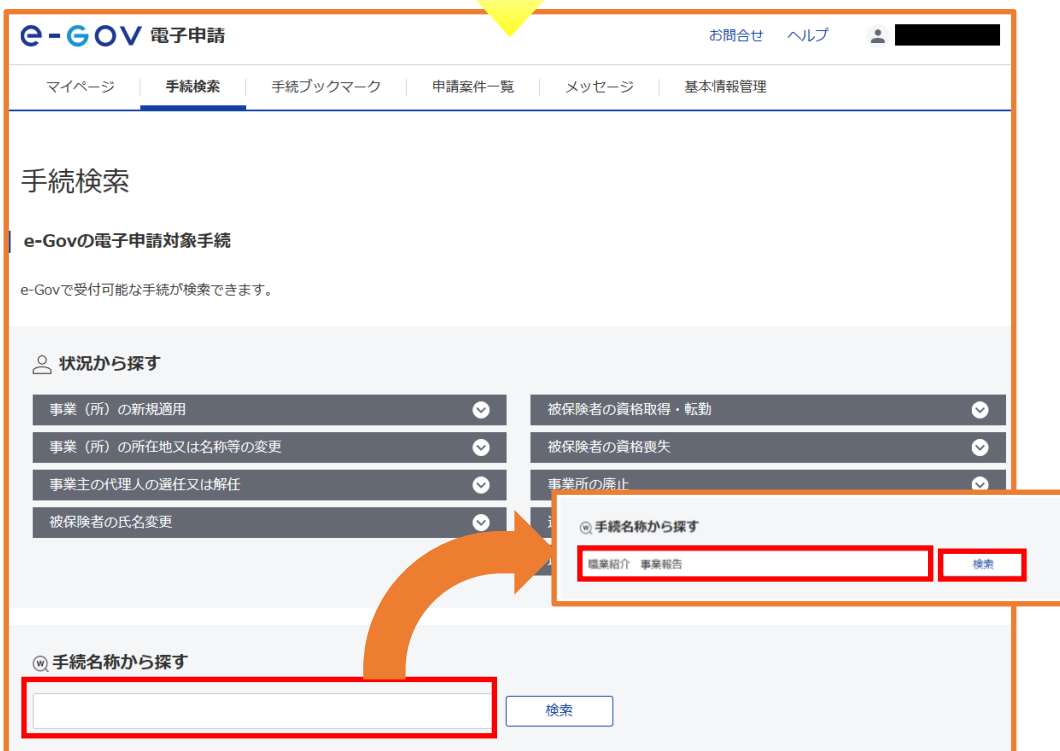 e-GOV 電子申請
お問合せ ヘルプ
マイページ 手続検索 手続ブックマーク 申請案件一覧 メッセージ 基本情報管理
手続検索
e-Govの電子申請対象手続
e-Govで受付可能な手続が検索できます。
状況から探す
事業（所）の新規適用 被保険者の資格取得・転勤
事業（所）の所在地又は名称等の変更 被保険者の資格喪失
事業主の代理人の選任又は解任 事業所の廃止
被保険者の氏名変更
手続名称から探す
職業紹介 事業報告 検索
手続名称から探す
検索